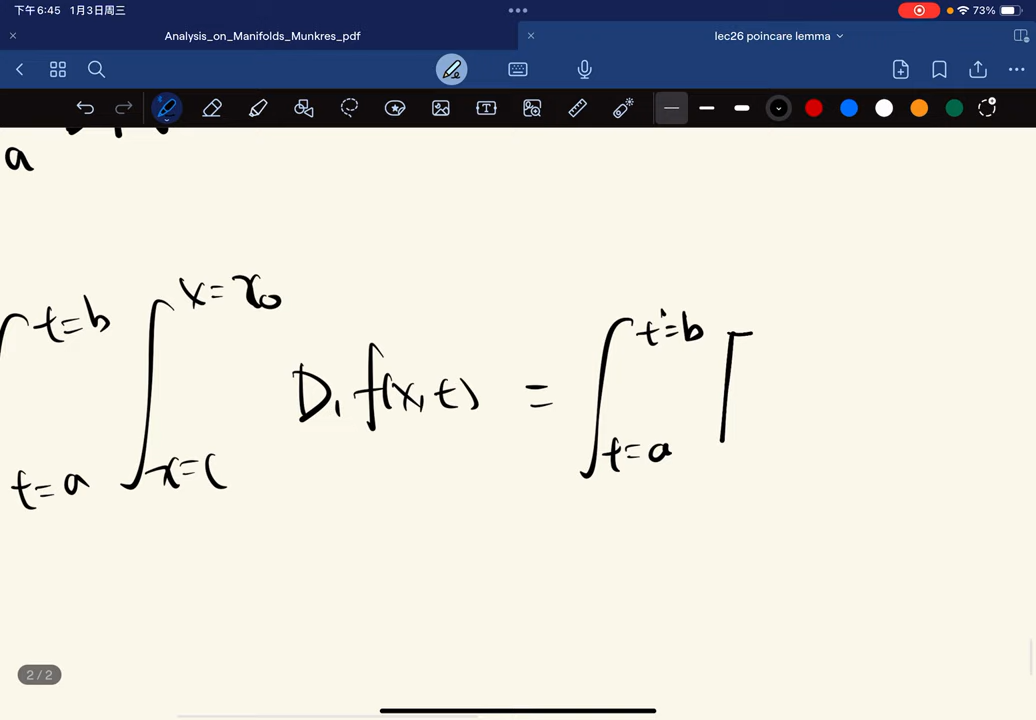 下午6:45 1月3日周三
73%
Analysis_on_Manifolds_Munkres_pdf
lec26 poincare lemma
a
∫_{t=a}^{t=b} ∫_{x=c}^{x=x₀} D₁f(x,t) = ∫_{t=a}^{t=b} [
2 / 2